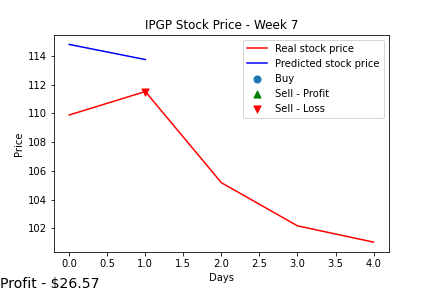 IPGP Stock Price - Week 7
Real stock price
Predicted stock price
Buy
Sell - Profit
Sell - Loss
Price
114
112
110
108
106
104
102
0.0 0.5 1.0 1.5 2.0 2.5 3.0 3.5 4.0
Days
Profit - $26.57